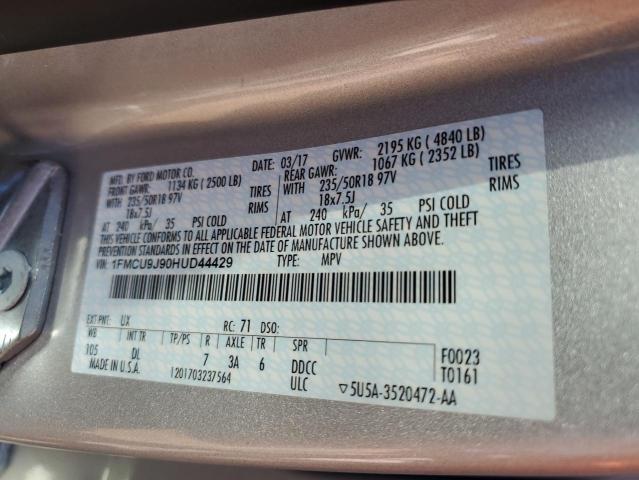 MFD. BY FORD MOTOR CO.
DATE: 03/17 GVWR: 2195 KG ( 4840 LB)
FRONT GAWR: 1134 KG ( 2500 LB) REAR GAWR: 1067 KG ( 2352 LB)
WITH 235/50R18 97V TIRES WITH 235/50R18 97V TIRES
18x7.5J RIMS 18x7.5J RIMS
AT 240 kPa/ 35 PSI COLD AT 240 kPa/ 35 PSI COLD
THIS VEHICLE CONFORMS TO ALL APPLICABLE FEDERAL MOTOR VEHICLE SAFETY AND THEFT
PREVENTION STANDARDS IN EFFECT ON THE DATE OF MANUFACTURE SHOWN ABOVE.
VIN: 1FMCU9J90HUD44429 TYPE: MPV
EXT PNT: UX RC: 71 DSO:
WB INT TR TP/PS R AXLE TR SPR
105 DL 7 3A 6 DDCC F0023
MADE IN U.S.A. 1201703237564 ULC T0161
▽5U5A-3520472-AA